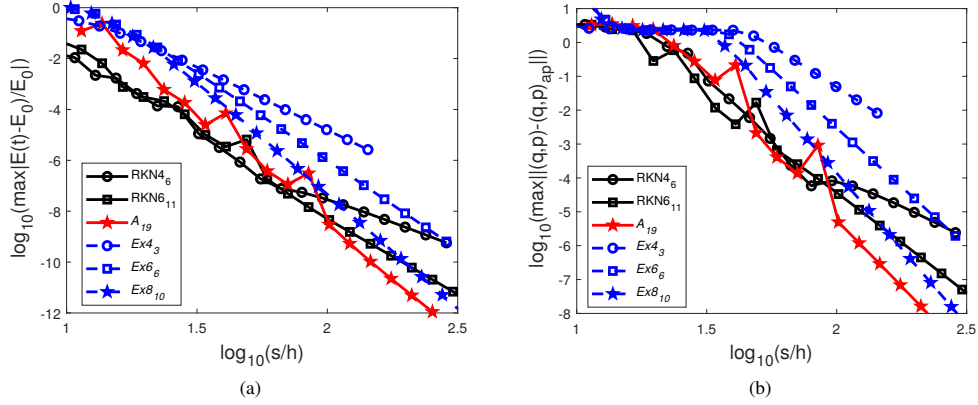 log10(max|E(t)-E0)/E0|)
0
-2
-4
-6
-8
-10
-12
RKN46
RKN611
A19
Ex43
Ex66
Ex810
1 1.5 2 2.5
log10(s/h)
(a)
log10(max||(q,p)-(q,p)ap||)
1
0
-1
-2
-3
-4
-5
-6
-7
-8
RKN46
RKN611
A19
Ex43
Ex66
Ex810
1 1.5 2 2.5
log10(s/h)
(b)